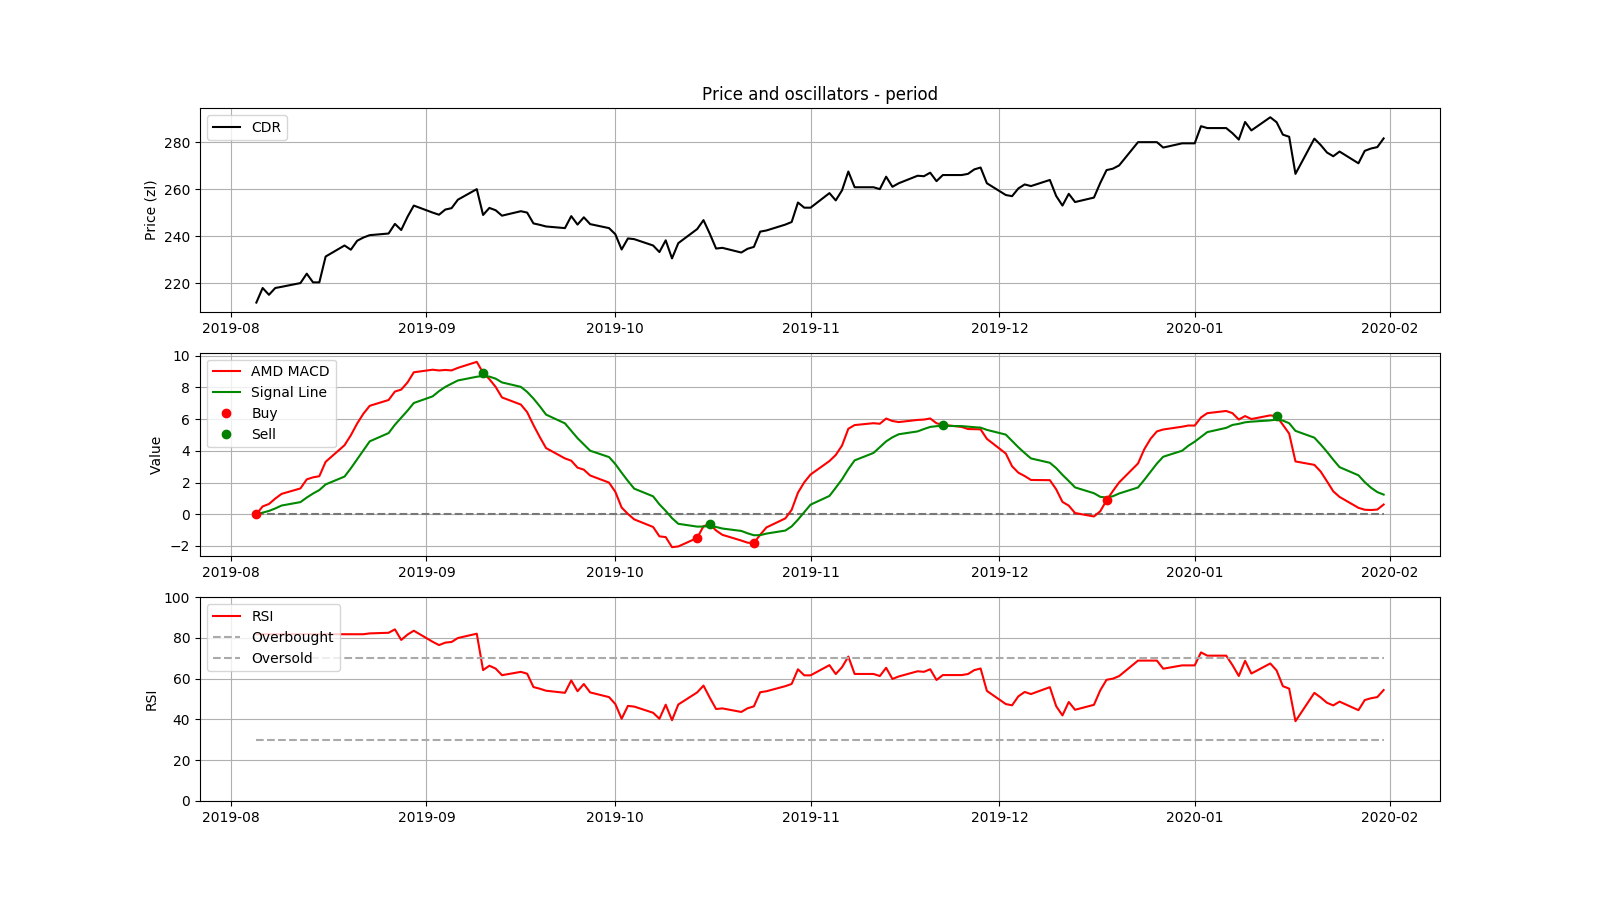 Price and oscillators - period
CDR
Price (zl)
280
260
240
220
2019-08 2019-09 2019-10 2019-11 2019-12 2020-01 2020-02
AMD MACD
Signal Line
Buy
Sell
Value
10
8
6
4
2
0
−2
2019-08 2019-09 2019-10 2019-11 2019-12 2020-01 2020-02
RSI
Overbought
Oversold
RSI
100
80
60
40
20
0
2019-08 2019-09 2019-10 2019-11 2019-12 2020-01 2020-02